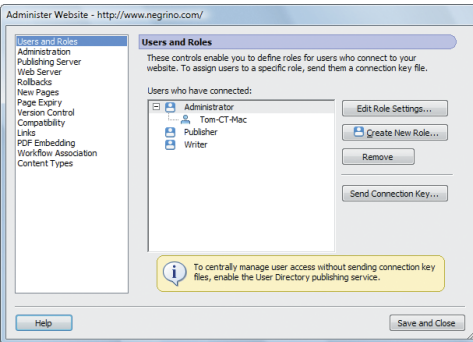 Administer Website - http://www.negrino.com/
Users and Roles
Administration
Publishing Server
Web Server
Rollbacks
New Pages
Page Expiry
Version Control
Compatibility
Links
PDF Embedding
Workflow Association
Content Types
Users and Roles
These controls enable you to define roles for users who connect to your
website. To assign users to a specific role, send them a connection key file.
Users who have connected:
Administrator
Tom-CT-Mac
Publisher
Writer
Edit Role Settings...
Create New Role...
Remove
Send Connection Key...
To centrally manage user access without sending connection key
files, enable the User Directory publishing service.
Help
Save and Close